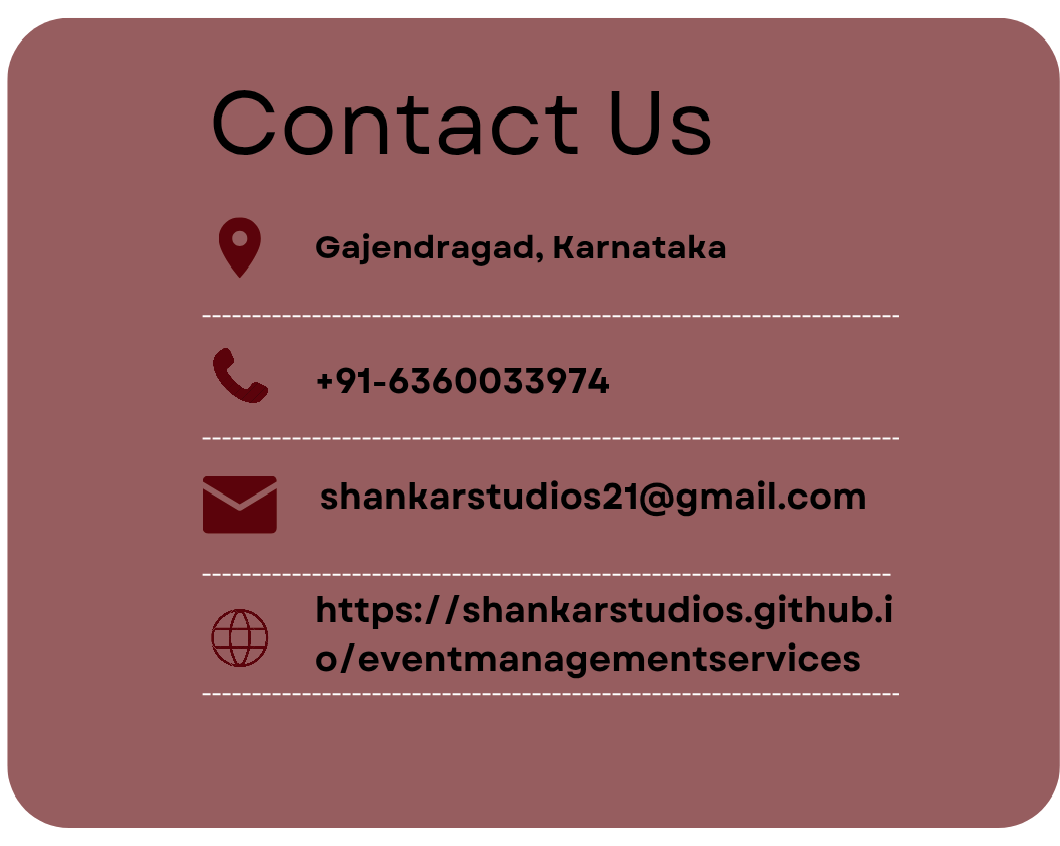 Contact Us
Gajendragad, Karnataka
+91-6360033974
shankarstudios21@gmail.com
https://shankarstudios.github.i
o/eventmanagementservices